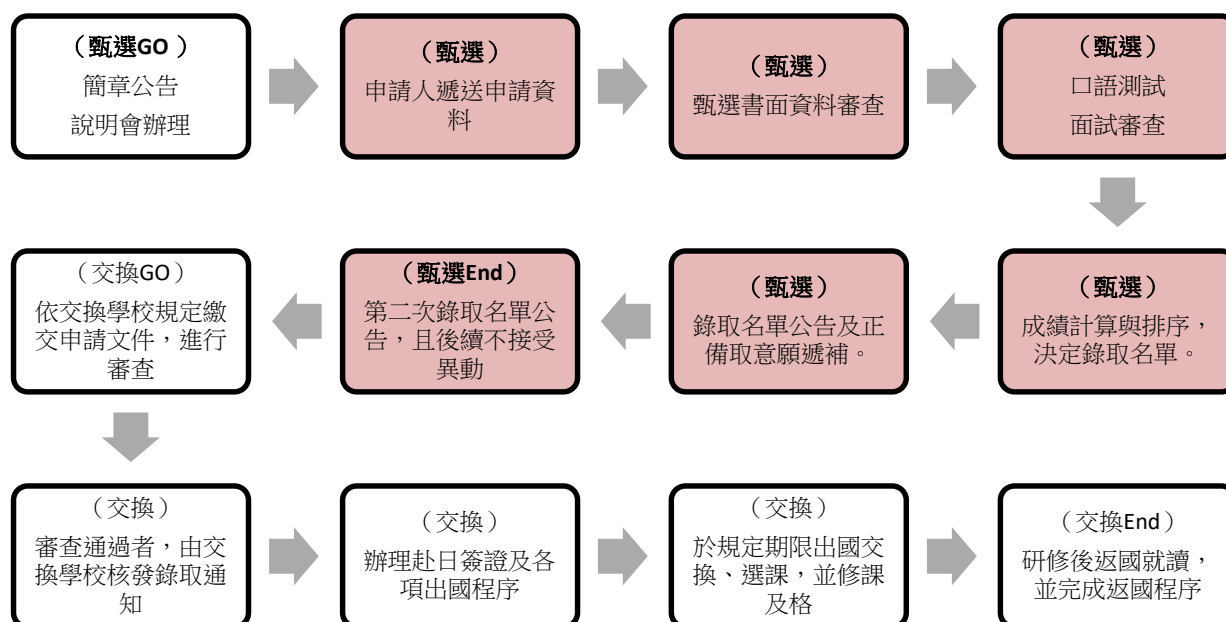 （甄選GO）
簡章公告
說明會辦理
（甄選）
申請人遞送申請資
料
（甄選）
甄選書面資料審查
（甄選）
口語測試
面試審查
（甄選）
成績計算與排序，
決定錄取名單。
（甄選）
錄取名單公告及正
備取意願遞補。
（甄選End）
第二次錄取名單公
告，且後續不接受
異動
（交換GO）
依交換學校規定繳
交申請文件，進行
審查
（交換）
審查通過者，由交
換學校核發錄取通
知
（交換）
辦理赴日簽證及各
項出國程序
（交換）
於規定期限出國交
換、選課，並修課
及格
（交換End）
研修後返國就讀，
並完成返國程序